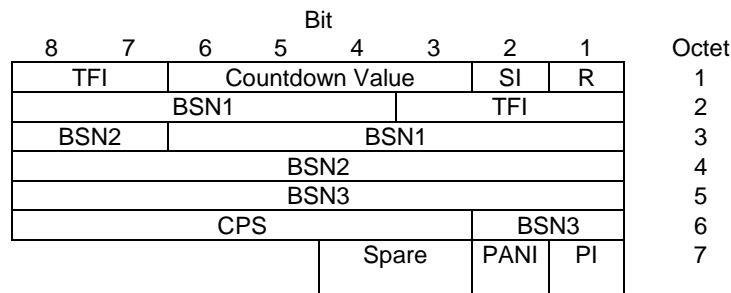 Bit
8 7 6 5 4 3 2 1 Octet
TFI Countdown Value SI R 1
BSN1 TFI 2
BSN2 BSN1 3
BSN2 4
BSN3 5
CPS BSN3 6
Spare PANI PI 7